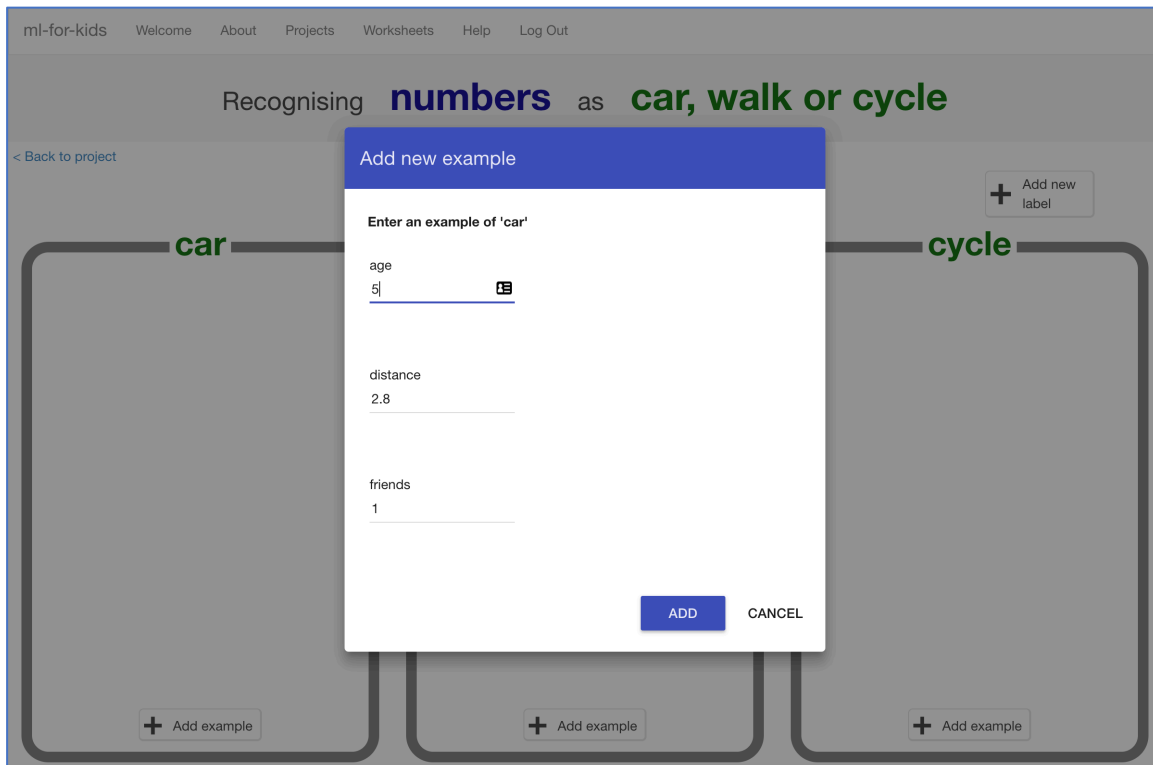 ml-for-kids Welcome About Projects Worksheets Help Log Out
Recognising numbers as car, walk or cycle
< Back to project
Add new
label
Add new example
Enter an example of 'car'
age
5
distance
2.8
friends
1
ADD CANCEL
car
cycle
Add example
Add example
Add example